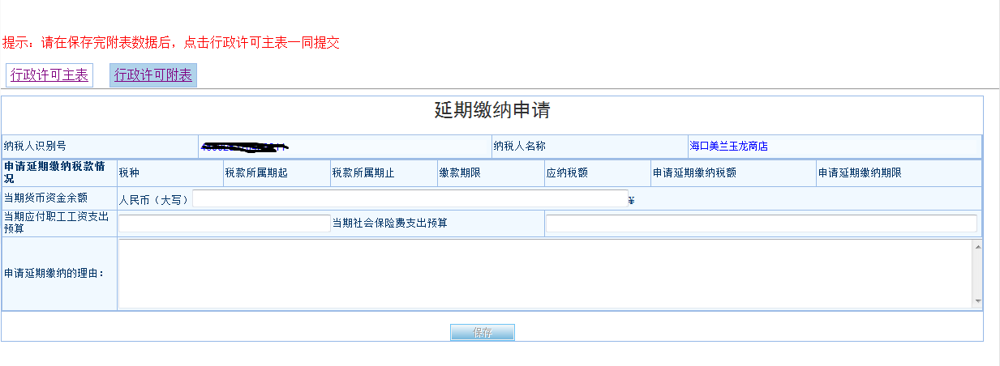 提示：请在保存完附表数据后，点击行政许可主表一同提交
行政许可主表 行政许可附表
延期缴纳申请
纳税人识别号 纳税人名称 海口美兰玉龙商店
申请延期缴纳税款情况 税种 税款所属期起 税款所属期止 缴款期限 应纳税额 申请延期缴纳税额 申请延期缴纳期限
当期货币资金余额 人民币（大写） ¥
当期应付职工工资支出预算 当期社会保险费支出预算
申请延期缴纳的理由：
保存